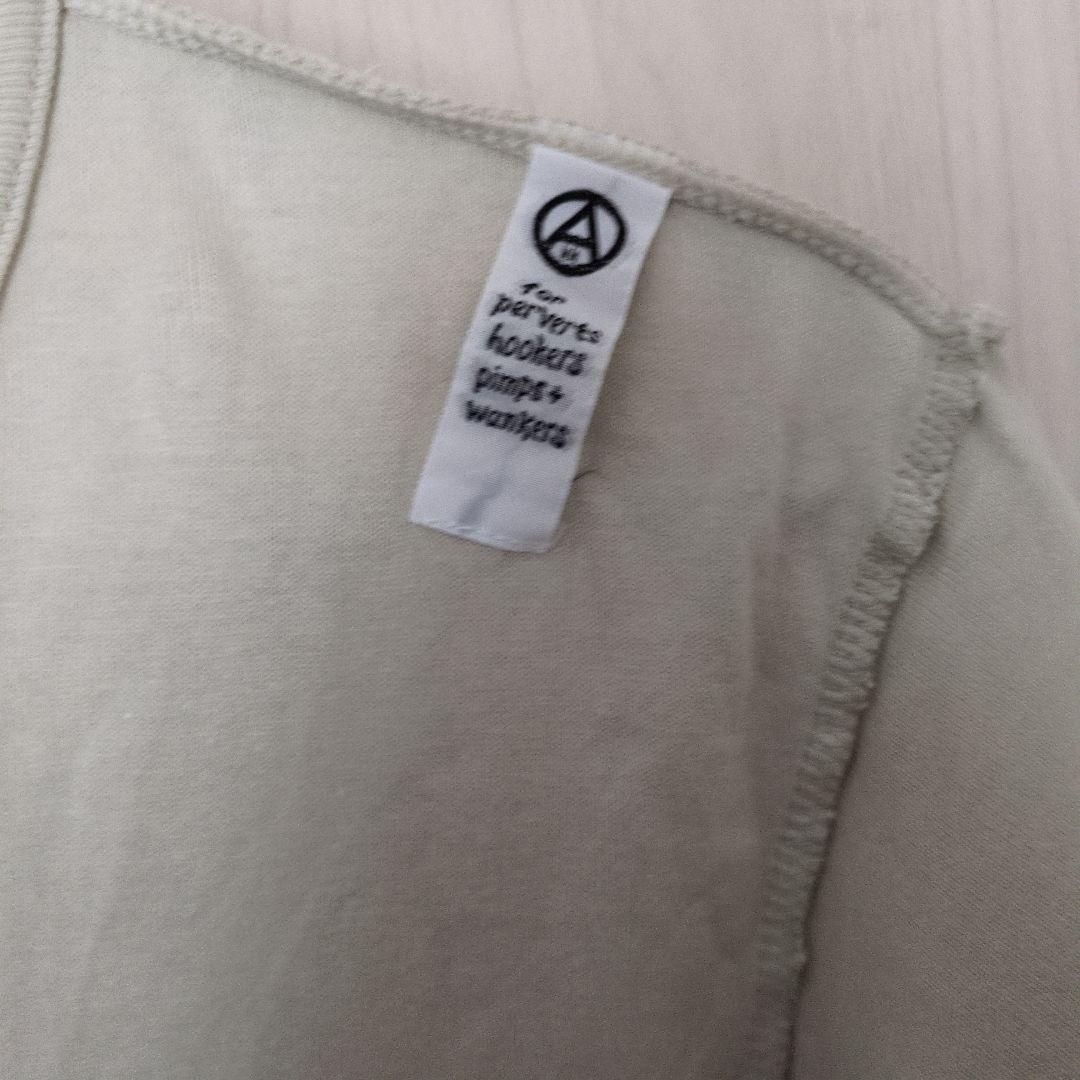 A
for
perverts
hookers
pimps+
wankers